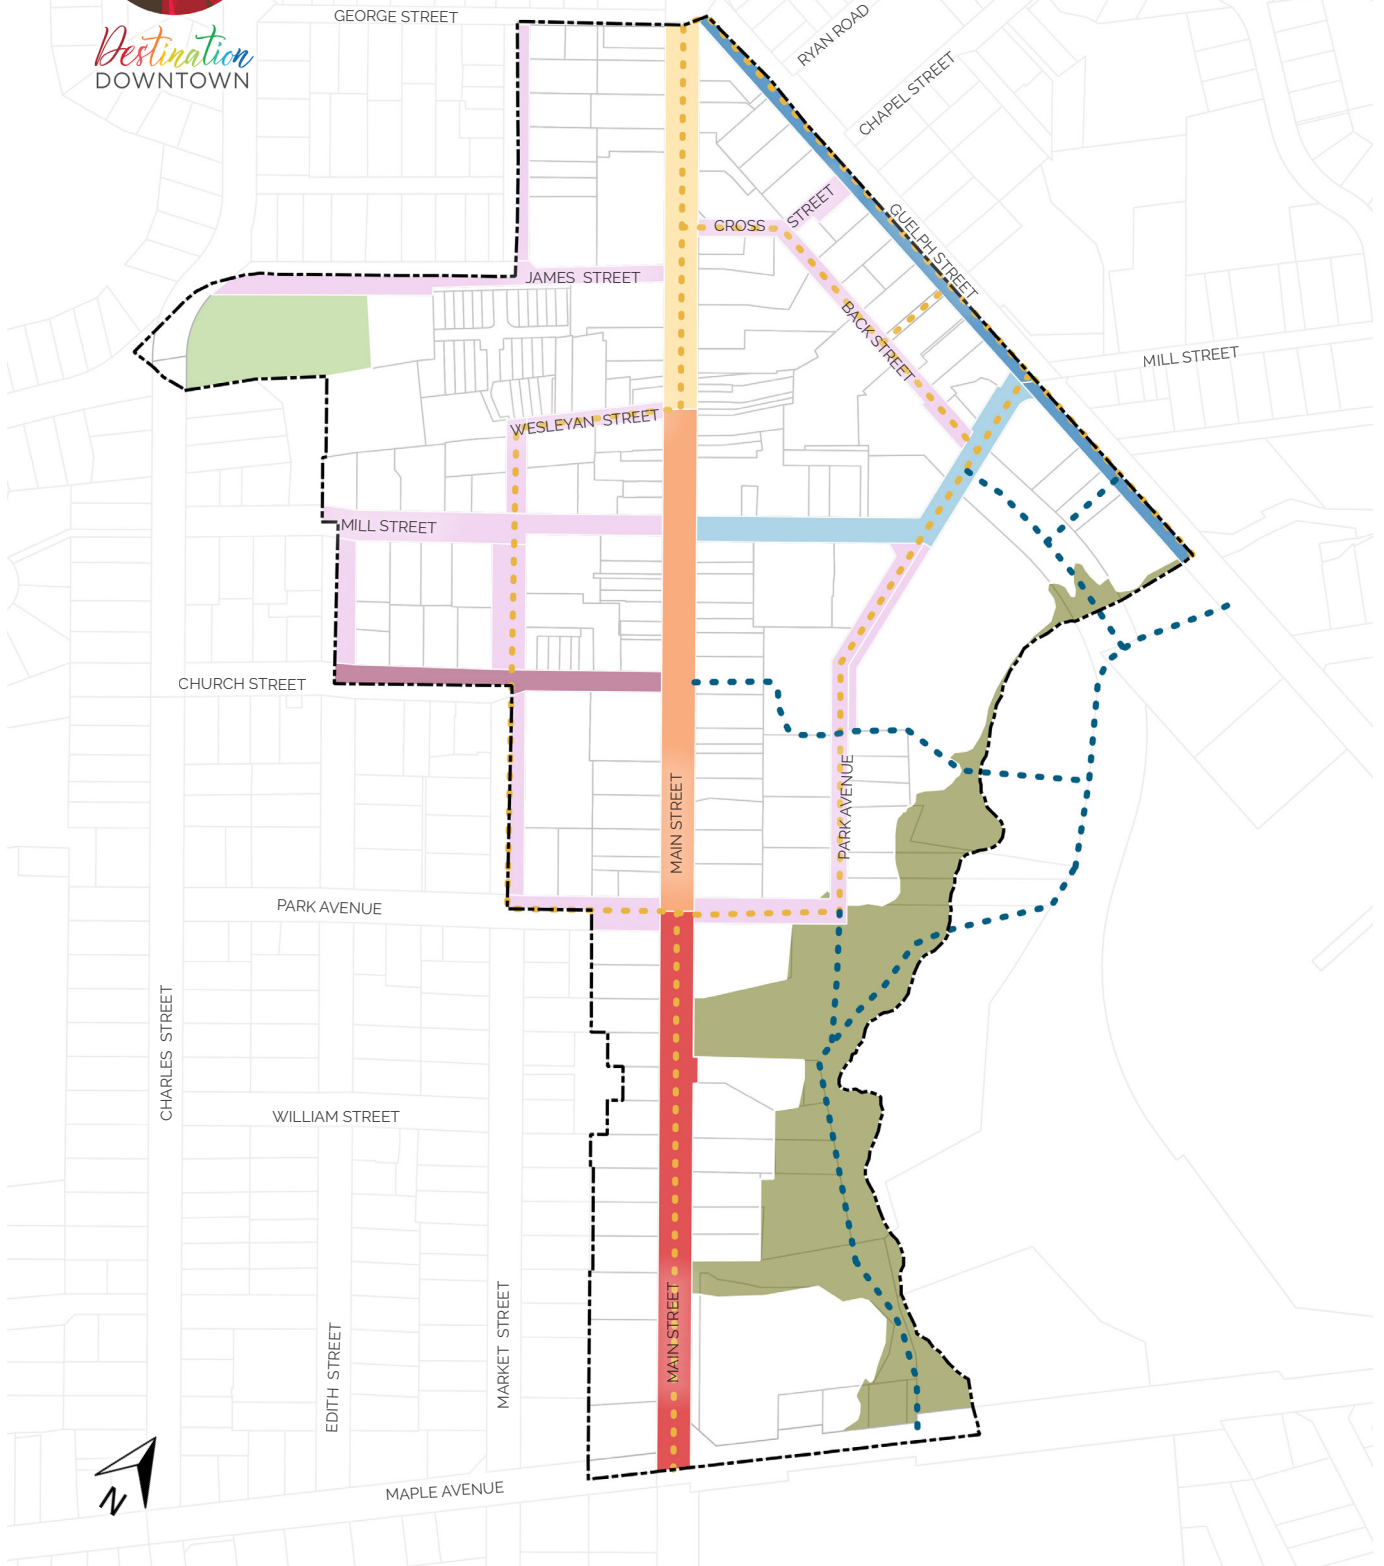 GEORGE STREET
RYAN ROAD
Destination
DOWNTOWN
CHAPEL STREET
CROSS
STREET
GUELPH STREET
JAMES STREET
BACK STREET
MILL STREET
WESLEYAN STREET
MILL STREET
CHURCH STREET
MAIN STREET
PARK AVENUE
PARK AVENUE
CHARLES STREET
WILLIAM STREET
MAIN STREET
MARKET STREET
EDITH STREET
N
MAPLE AVENUE